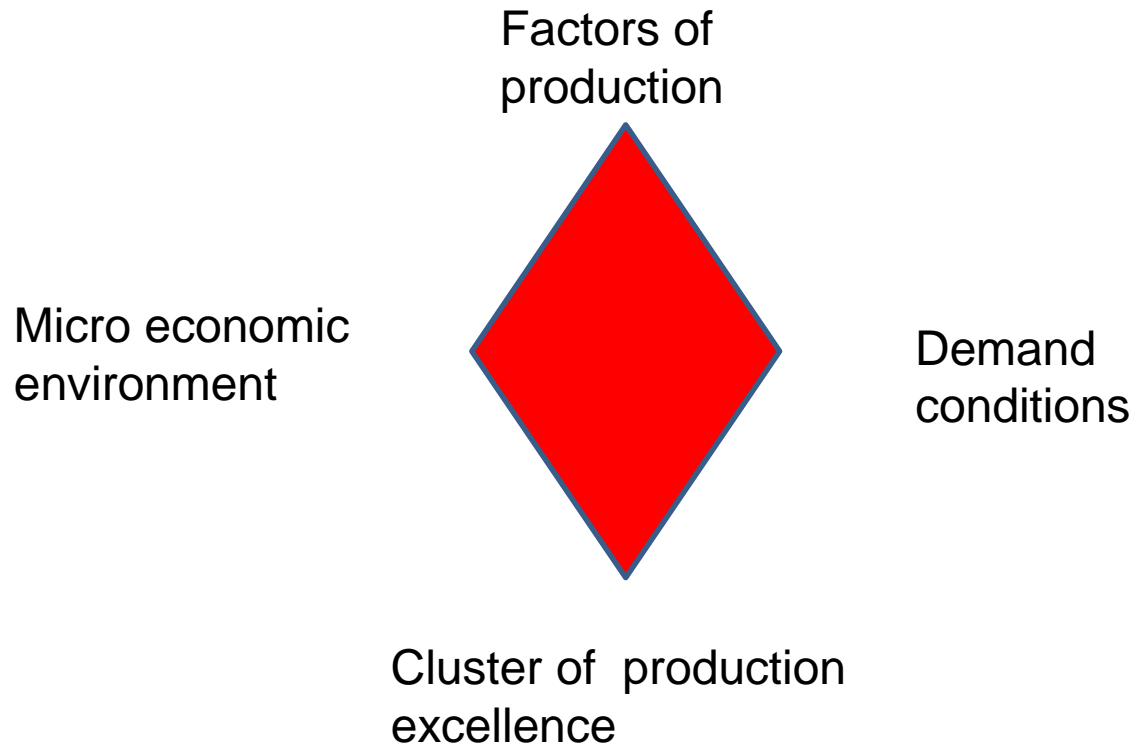 Factors of
production
Micro economic
environment
Demand
conditions
Cluster of  production
excellence